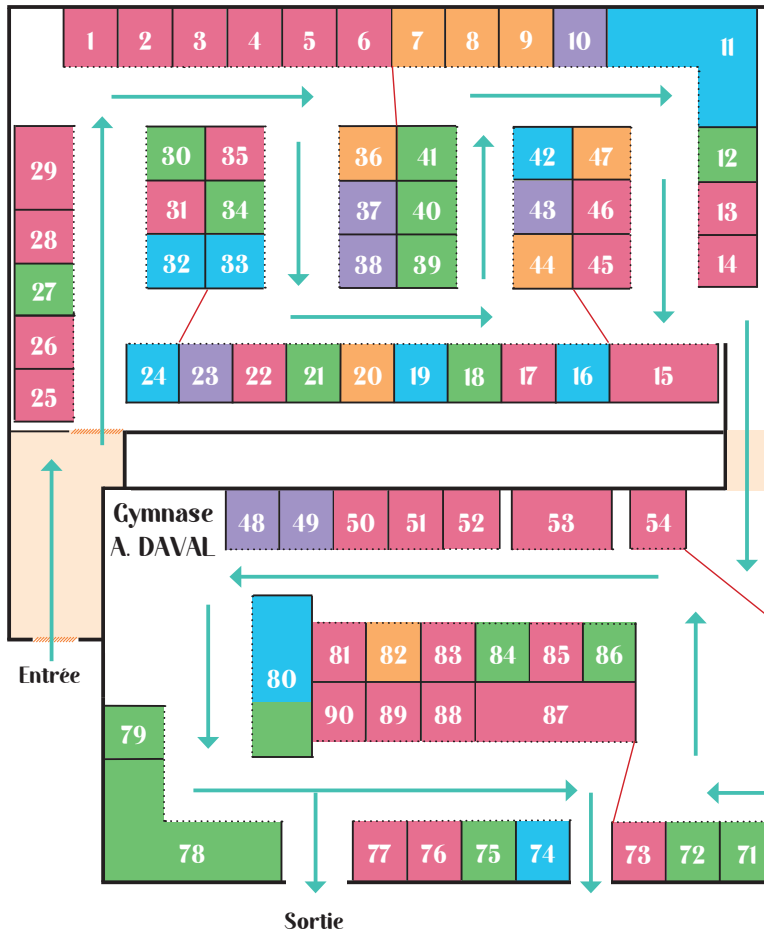 1 2 3 4 5 6 7 8 9 10 11
29 30 35 36 41 42 47 12
28 31 34 37 40 43 46 13
27 32 33 38 39 44 45 14
26 24 23 22 21 20 19 18 17 16 15
25
Gymnase
A. DAVAL
48 49 50 51 52 53 54
Entrée
80 81 82 83 84 85 86
90 89 88 87
79
78 77 76 75 74 73 72 71
Sortie